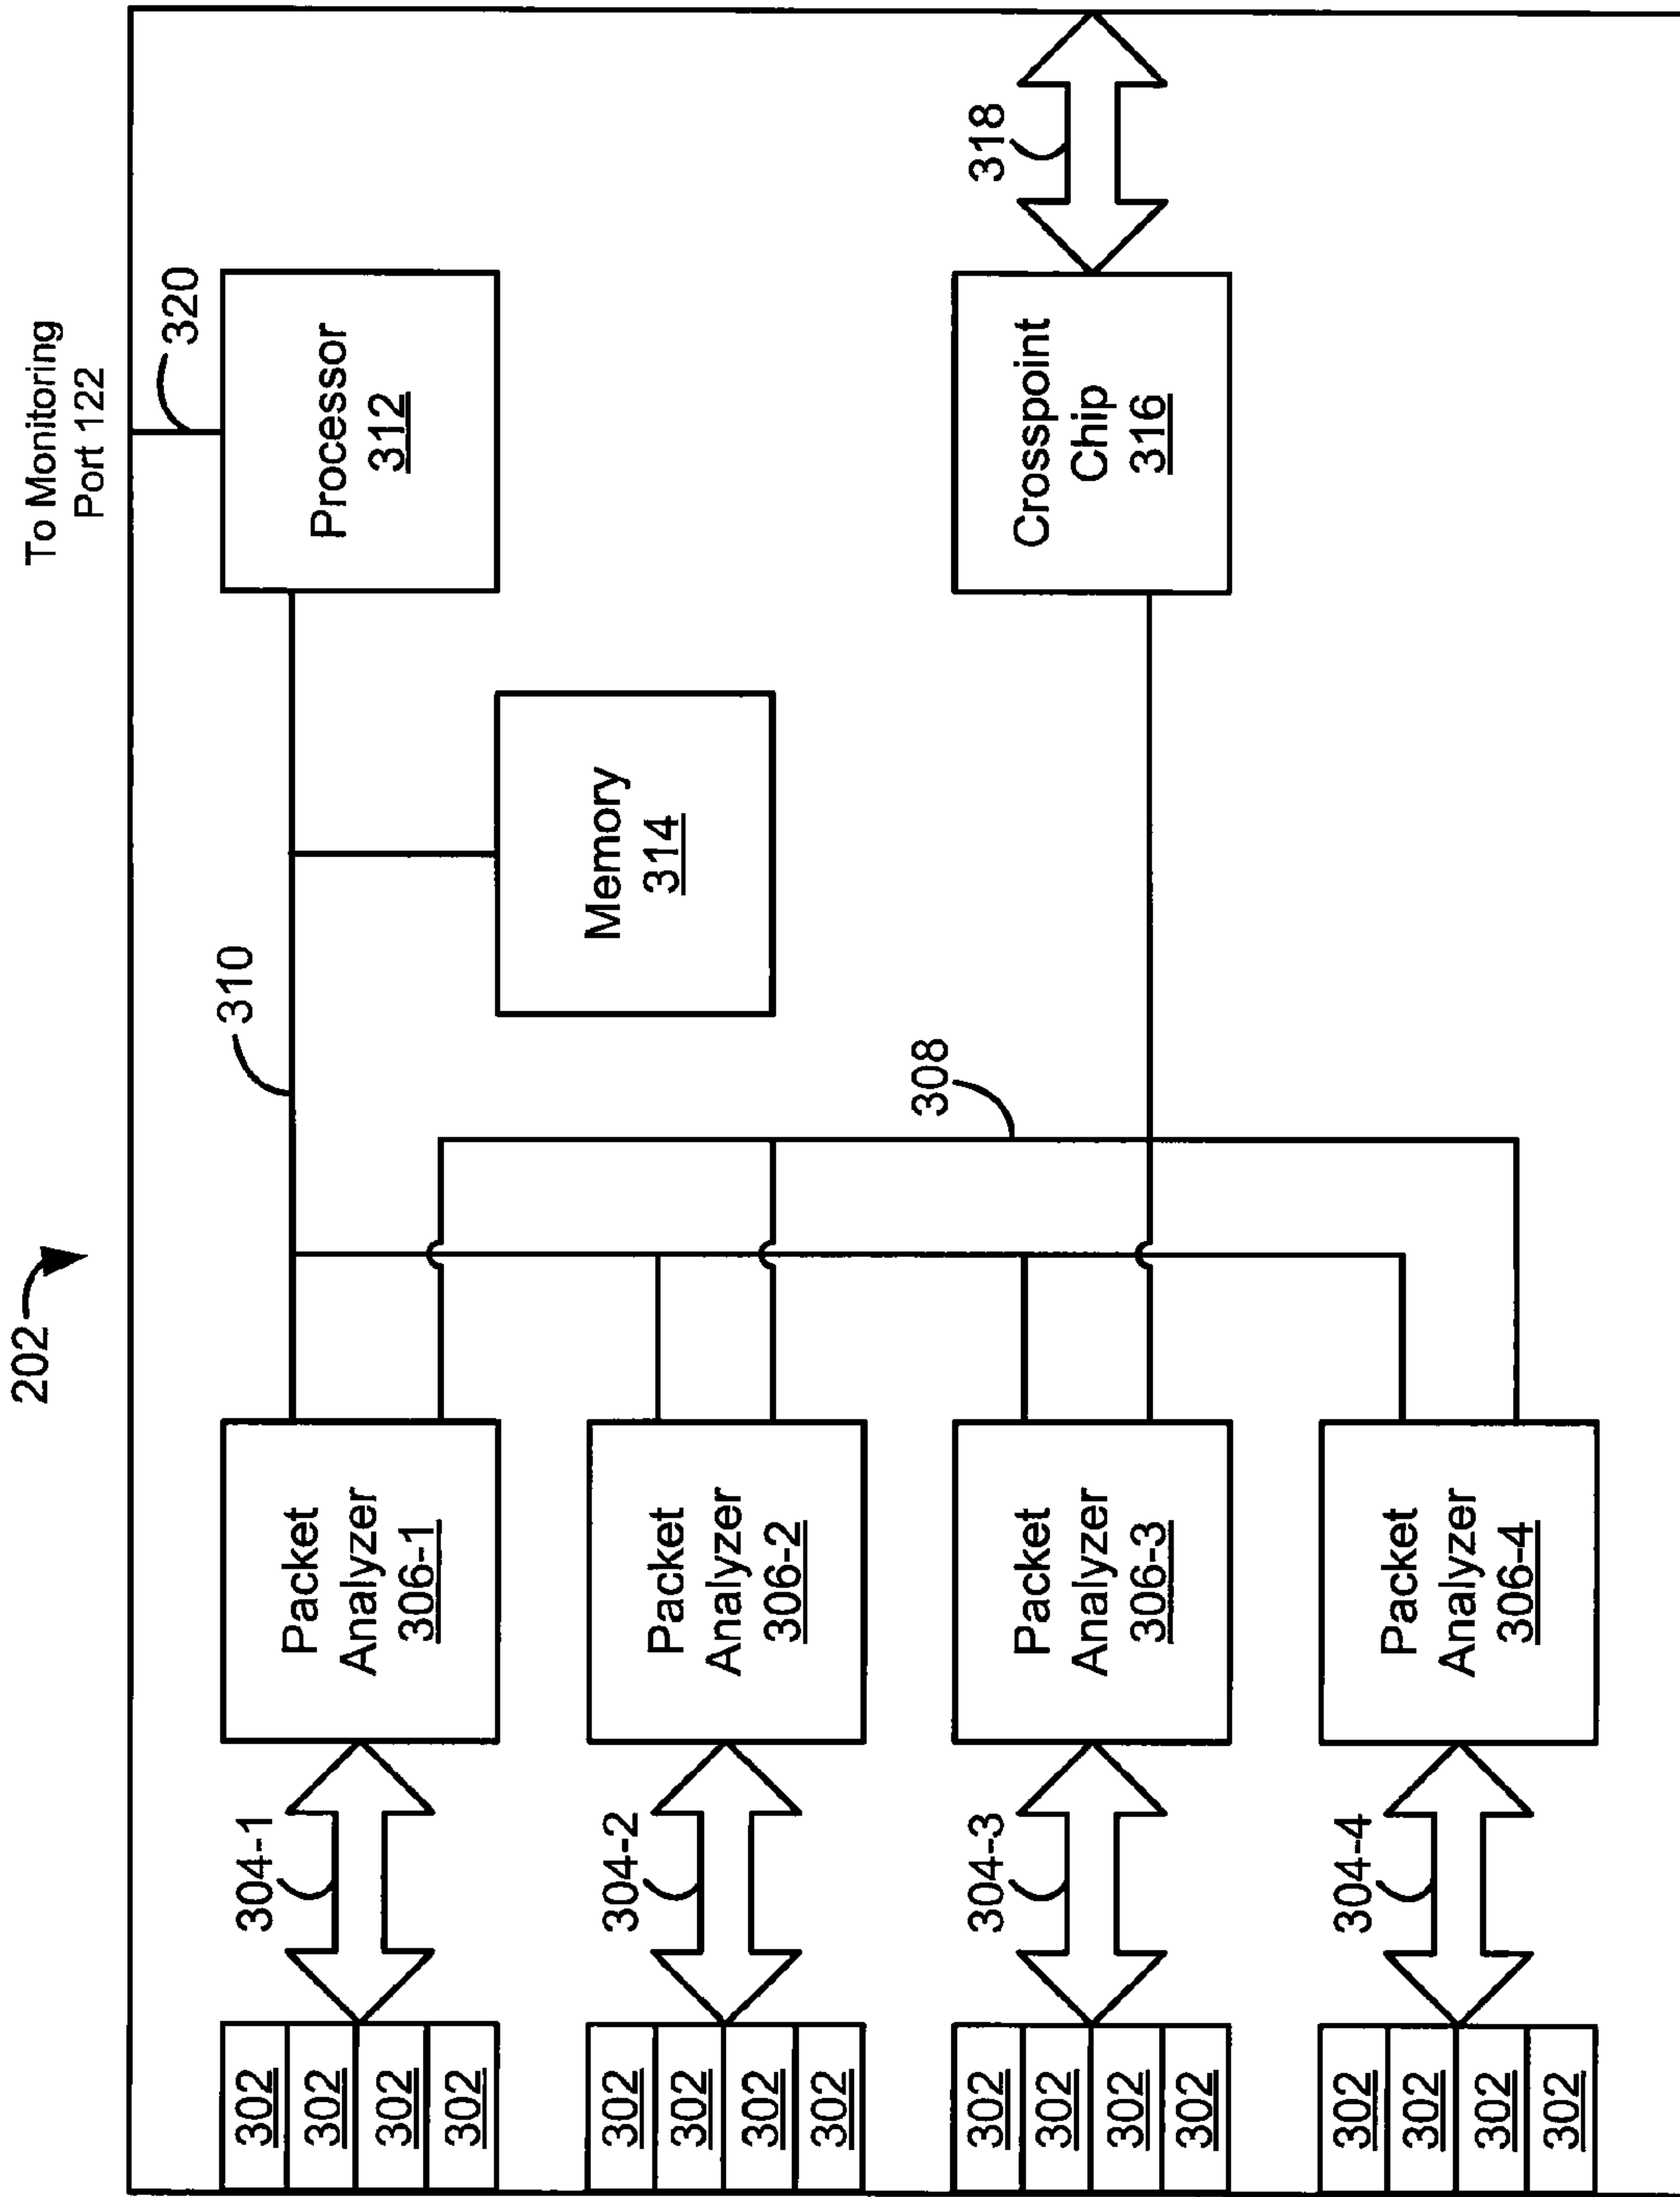 202
To Monitoring
Port 122
320
302
302
302
302
304-1
Packet
Analyzer
306-1
310
Processor
312
Memory
314
302
302
302
302
304-2
Packet
Analyzer
306-2
308
302
302
302
302
304-3
Packet
Analyzer
306-3
Crosspoint
Chip
316
318
302
302
302
302
304-4
Packet
Analyzer
306-4